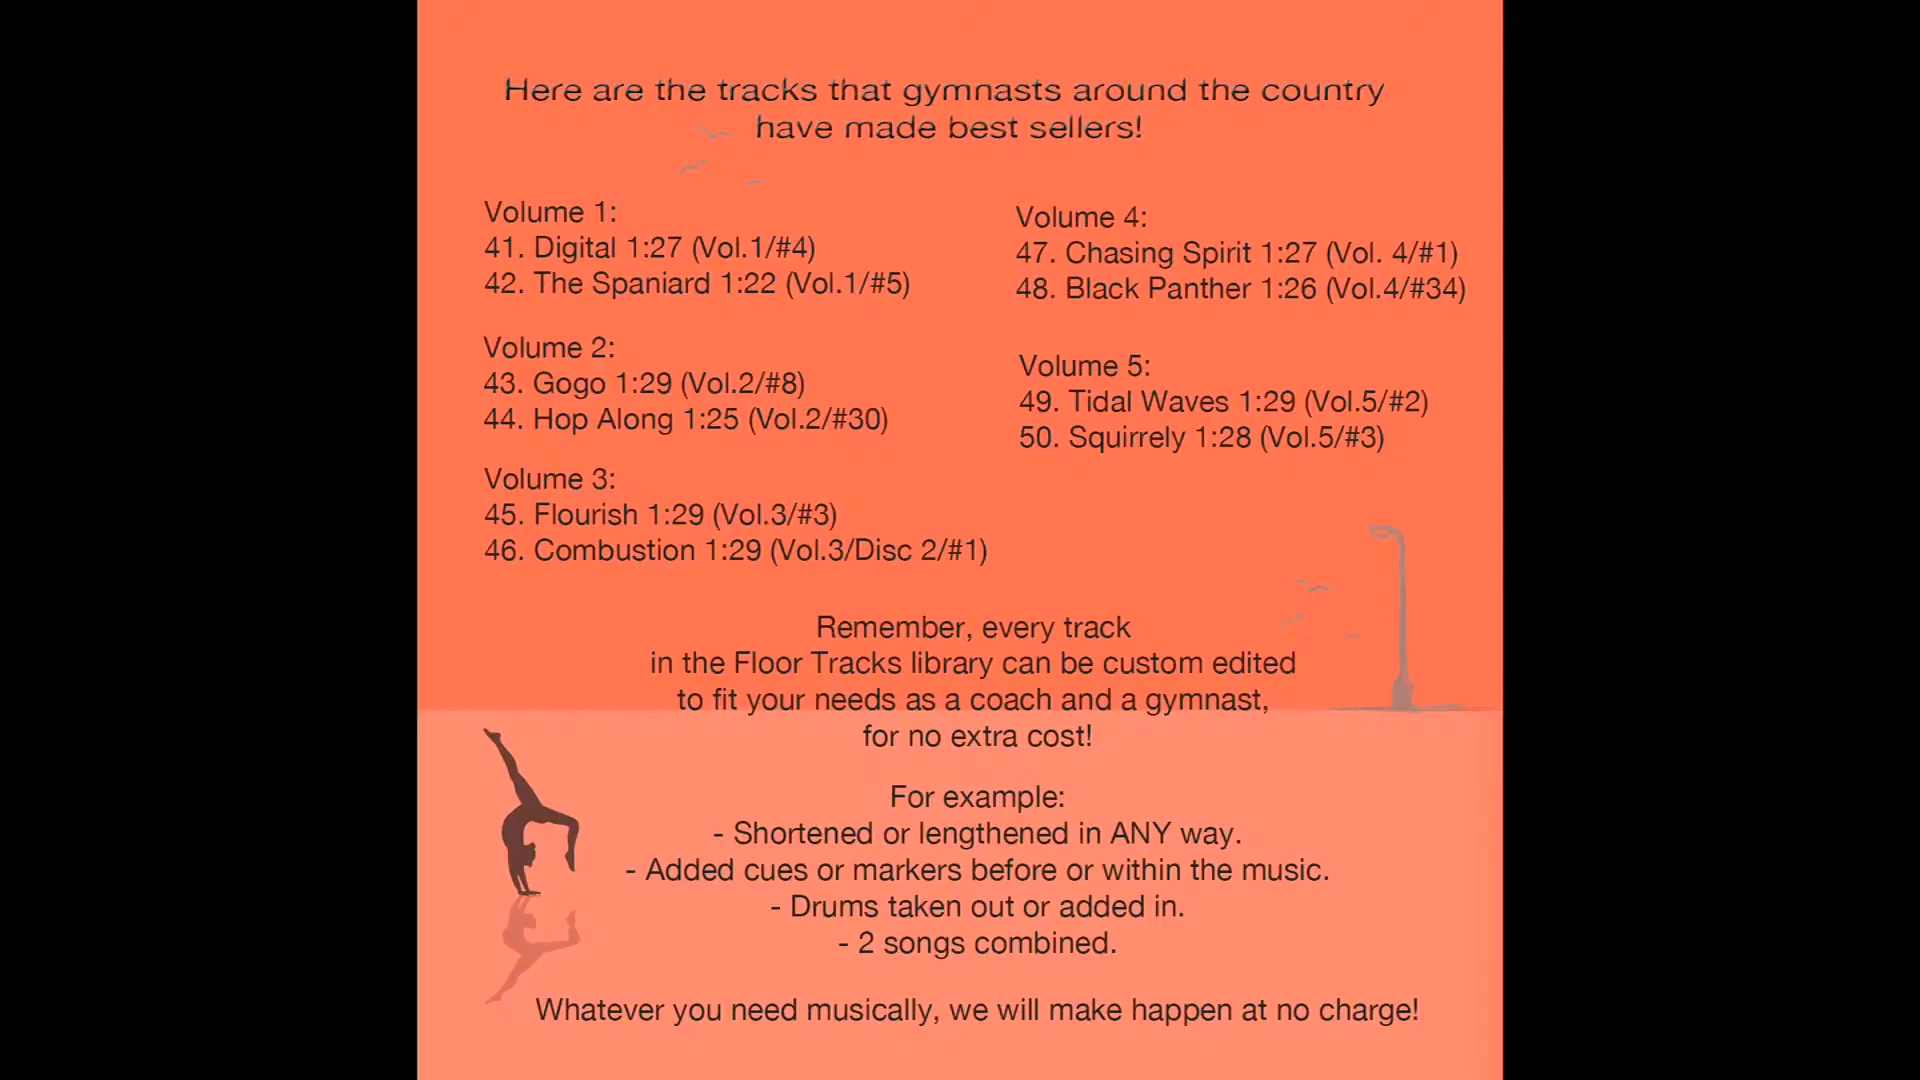 Here are the tracks that gymnasts around the country
have made best sellers!
Volume 1:
41. Digital 1:27 (Vol.1/#4)
42. The Spaniard 1:22 (Vol.1/#5)
Volume 2:
43. Gogo 1:29 (Vol.2/#8)
44. Hop Along 1:25 (Vol.2/#30)
Volume 3:
45. Flourish 1:29 (Vol.3/#3)
46. Combustion 1:29 (Vol.3/Disc 2/#1)
Volume 4:
47. Chasing Spirit 1:27 (Vol. 4/#1)
48. Black Panther 1:26 (Vol.4/#34)
Volume 5:
49. Tidal Waves 1:29 (Vol.5/#2)
50. Squirrely 1:28 (Vol.5/#3)
Remember, every track
in the Floor Tracks library can be custom edited
to fit your needs as a coach and a gymnast,
for no extra cost!
For example:
- Shortened or lengthened in ANY way.
- Added cues or markers before or within the music.
- Drums taken out or added in.
- 2 songs combined.
Whatever you need musically, we will make happen at no charge!